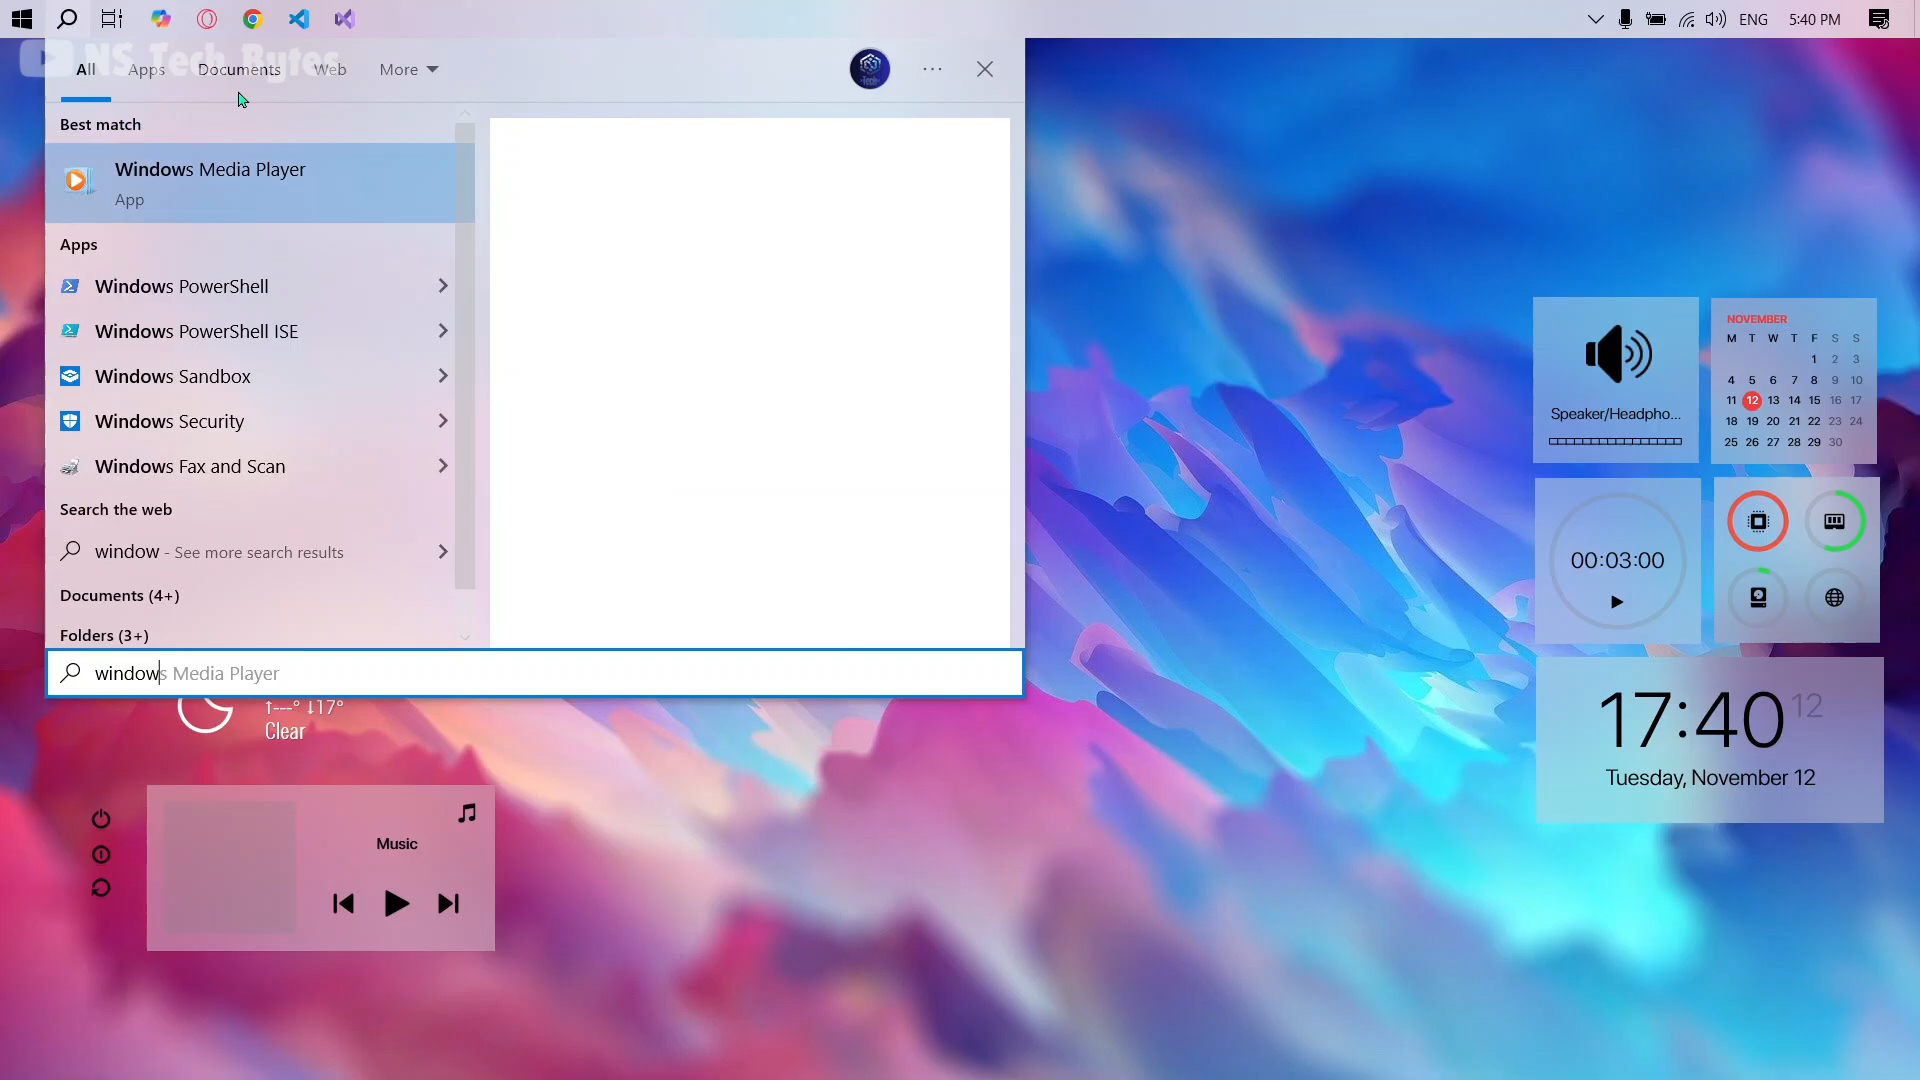 ENG
5:40 PM
NS Tech Bytes
All
Apps
Documents
Web
More
Best match
Windows Media Player
App
Apps
Windows PowerShell
Windows PowerShell ISE
Windows Sandbox
Windows Security
Windows Fax and Scan
Search the web
window - See more search results
Documents (4+)
Folders (3+)
windows Media Player
↑---° ↓17°
Clear
Music
Speaker/Headpho...
NOVEMBER
M T W T F S S
1 2 3
4 5 6 7 8 9 10
11 12 13 14 15 16 17
18 19 20 21 22 23 24
25 26 27 28 29 30
00:03:00
17:40 12
Tuesday, November 12